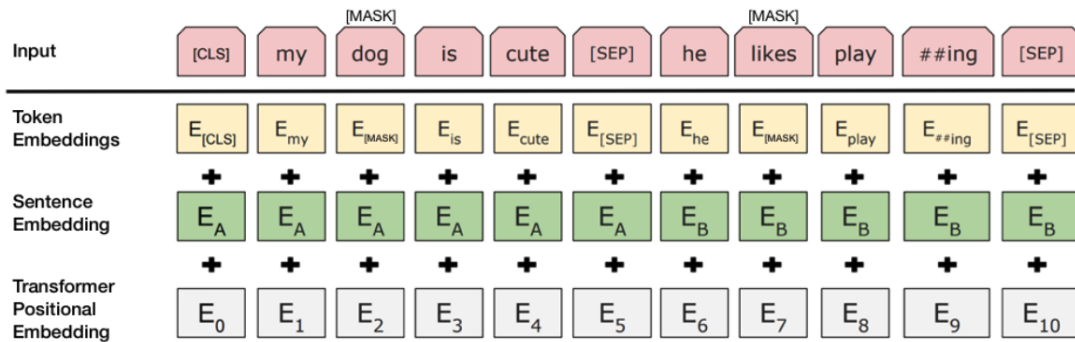 [MASK] [MASK]
Input [CLS] my dog is cute [SEP] he likes play ##ing [SEP]
Token
Embeddings
E[CLS] Emy E[MASK] Eis Ecute E[SEP] Ehe E[MASK] Eplay E##ing E[SEP]
+ + + + + + + + + + +
Sentence
Embedding
EA EA EA EA EA EA EB EB EB EB EB
+ + + + + + + + + + +
Transformer
Positional
Embedding
E0 E1 E2 E3 E4 E5 E6 E7 E8 E9 E10